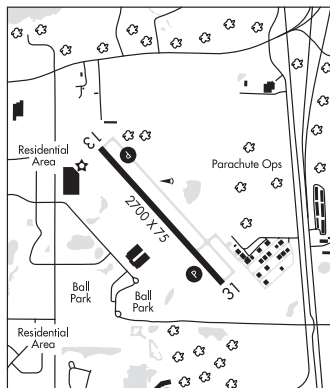 Residential
Area
13
P
Parachute Ops
2700 X 75
P
31
Ball
Park
Ball
Park
Residential
Area